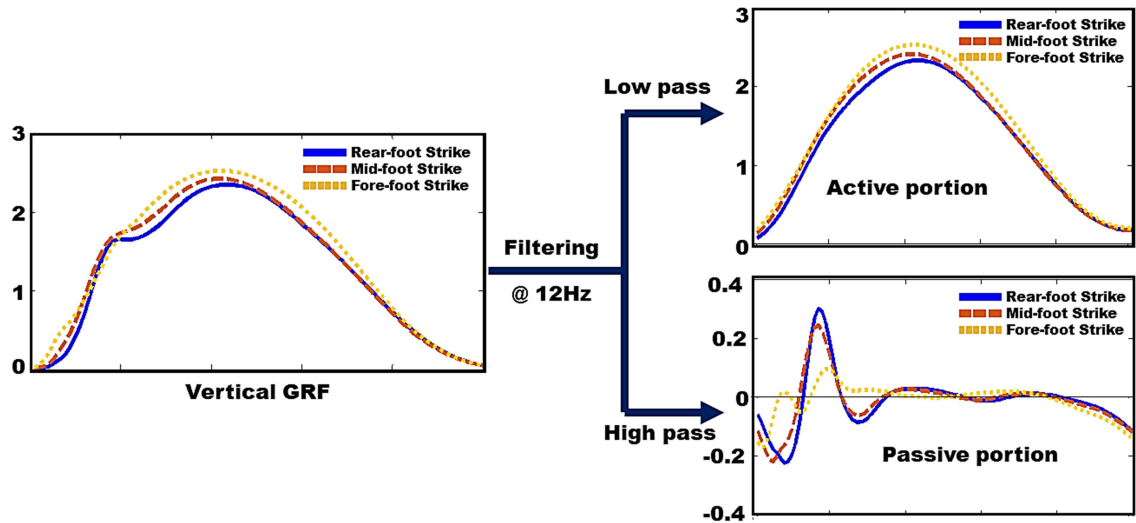 3
2
1
0
Rear-foot Strike
Mid-foot Strike
Fore-foot Strike
Vertical GRF
Filtering
@ 12Hz
Low pass
High pass
3
2
1
0
Rear-foot Strike
Mid-foot Strike
Fore-foot Strike
Active portion
0.4
0.2
0
-0.2
-0.4
Rear-foot Strike
Mid-foot Strike
Fore-foot Strike
Passive portion